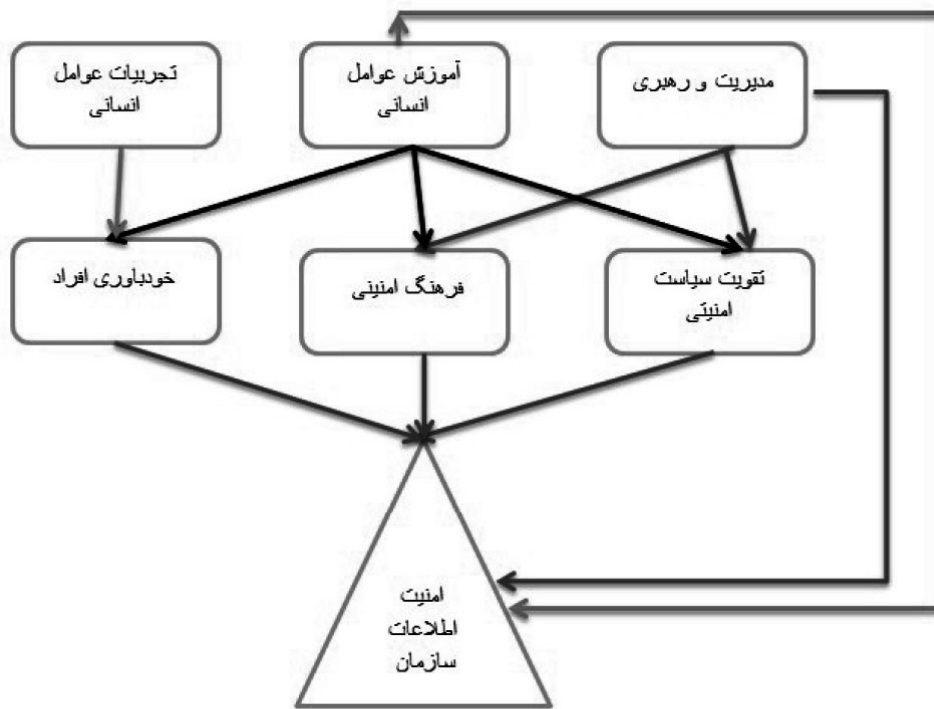 مدیریت و رهبری
آموزش عوامل
انسانی
تجربیات عوامل
انسانی
تقویت سیاست
امنیتی
فرهنگ امنیتی
خودباوری افراد
امنیت
اطلاعات
سازمان